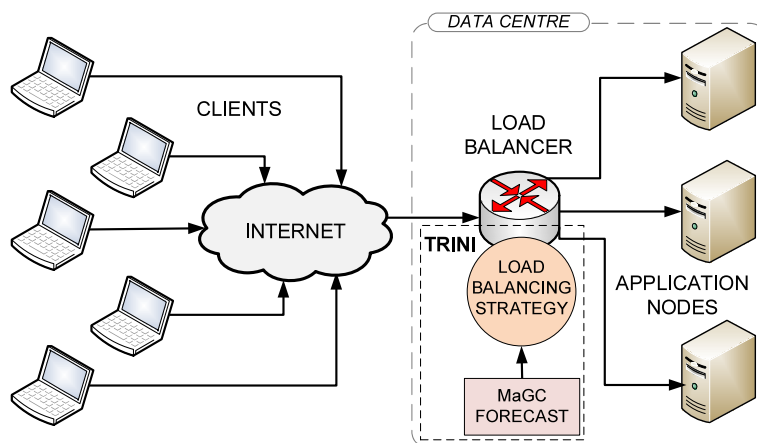 DATA CENTRE
CLIENTS
LOAD
BALANCER
INTERNET
TRINI
LOAD
BALANCING
STRATEGY
APPLICATION
NODES
MaGC
FORECAST